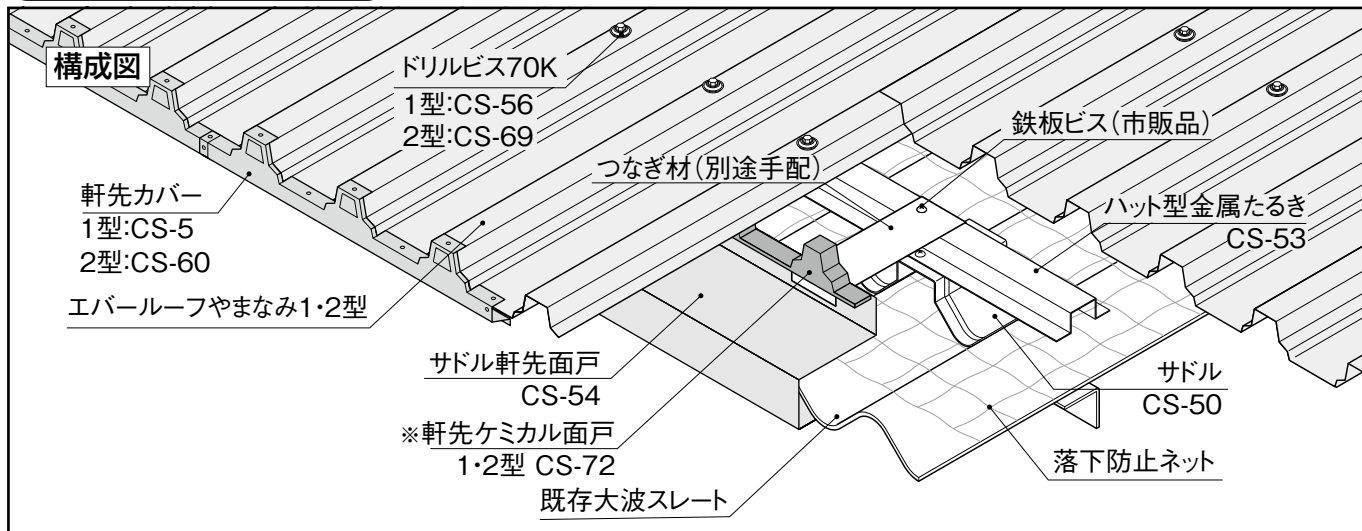 構成図
ドリルビス70K
1型:CS-56
2型:CS-69
鉄板ビス(市販品)
つなぎ材(別途手配)
軒先カバー
1型:CS-5
2型:CS-60
ハット型金属たるき
CS-53
エバールーフやまなみ1・2型
サドル軒先面戸
CS-54
サドル
CS-50
※軒先ケミカル面戸
1・2型 CS-72
落下防止ネット
既存大波スレート